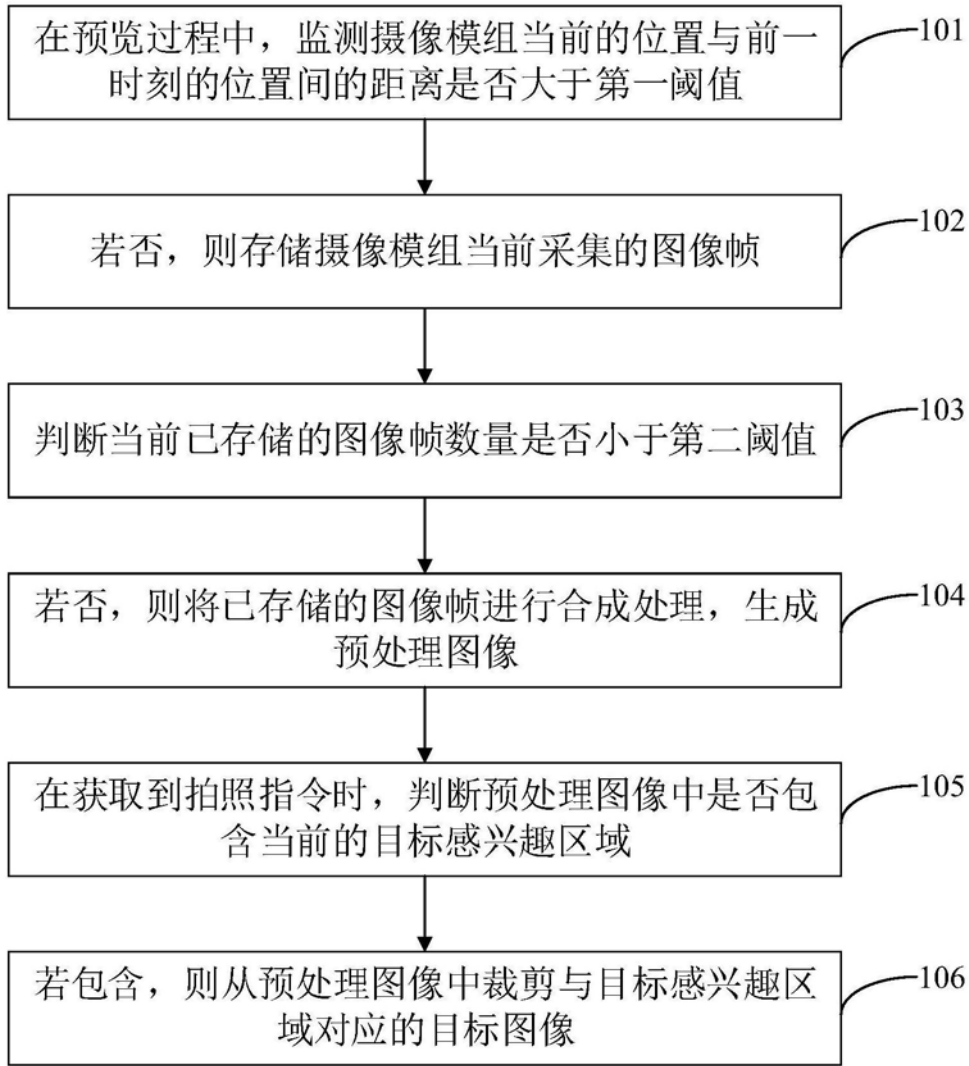 在预览过程中，监测摄像模组当前的位置与前一
时刻的位置间的距离是否大于第一阈值
101
若否，则存储摄像模组当前采集的图像帧
102
判断当前已存储的图像帧数量是否小于第二阈值
103
若否，则将已存储的图像帧进行合成处理，生成
预处理图像
104
在获取到拍照指令时，判断预处理图像中是否包
含当前的目标感兴趣区域
105
若包含，则从预处理图像中裁剪与目标感兴趣区
域对应的目标图像
106